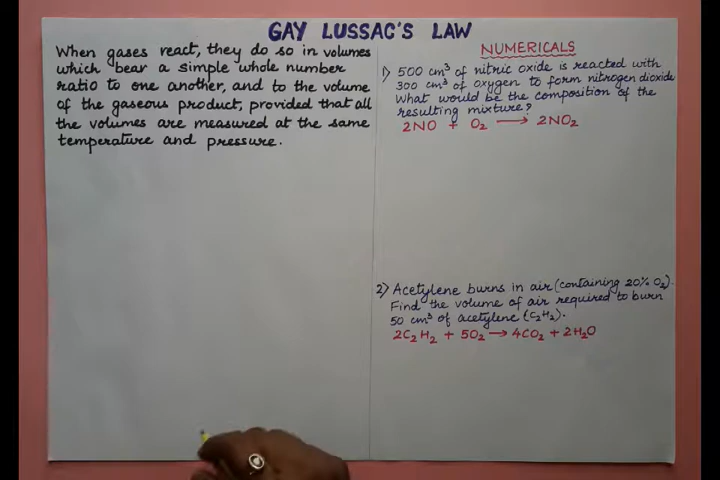 GAY LUSSAC'S LAW
When gases react, they do so in volumes
which bear a simple whole number
ratio to one another, and to the volume
of the gaseous product, provided that all
the volumes are measured at the same
temperature and pressure.
NUMERICALS
1) 500 cm³ of nitric oxide is reacted with
300 cm³ of oxygen to form nitrogen dioxide
What would be the composition of the
resulting mixture?
2NO + O₂ → 2NO₂
2) Acetylene burns in air (containing 20% O₂).
Find the volume of air required to burn
50 cm³ of acetylene (C₂H₂).
2C₂H₂ + 5O₂ → 4CO₂ + 2H₂O